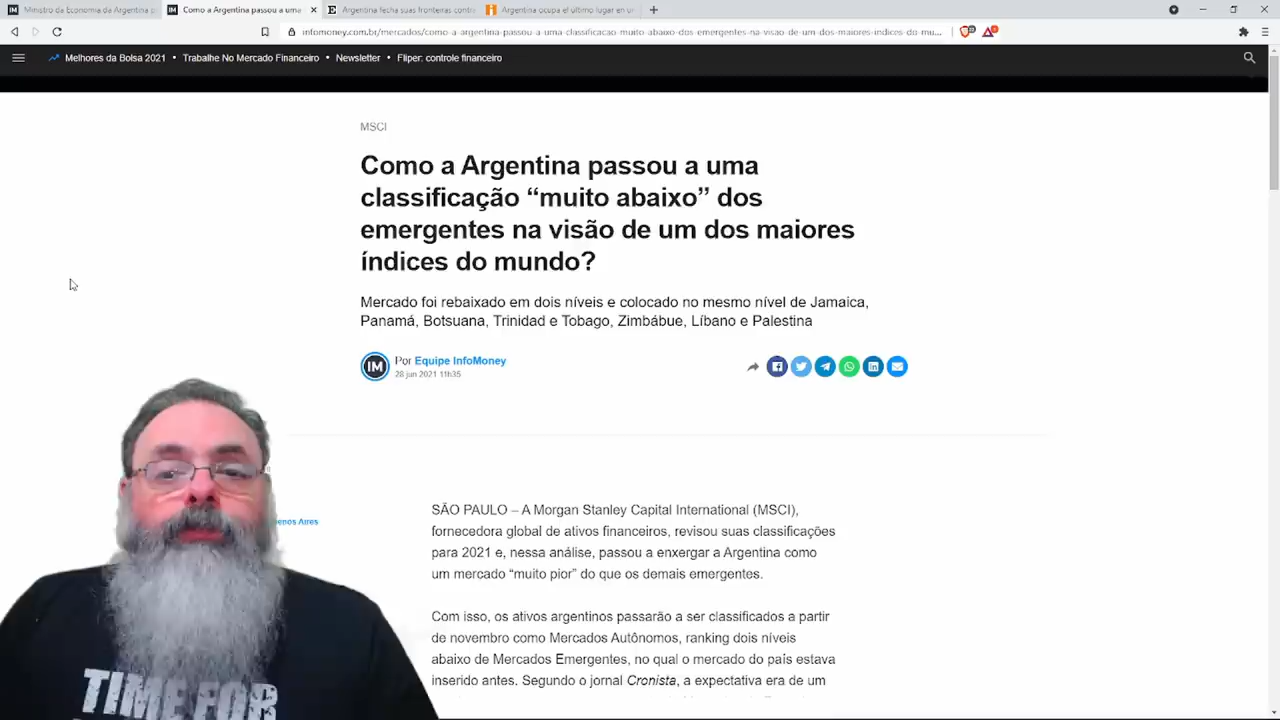 Ministro da Economia da Argentina p
Como a Argentina passou a uma
Argentina fecha suas fronteiras contr
Argentina ocupa el último lugar en u
infomoney.com.br/mercados/como-a-argentina-passou-a-uma-classificacao-muito-abaixo-dos-emergentes-na-visao-de-um-dos-maiores-indices-do-mu...
Melhores da Bolsa 2021 • Trabalhe No Mercado Financeiro • Newsletter • Fliper: controle financeiro
MSCI
Como a Argentina passou a uma
classificação “muito abaixo” dos
emergentes na visão de um dos maiores
índices do mundo?
Mercado foi rebaixado em dois níveis e colocado no mesmo nível de Jamaica,
Panamá, Botsuana, Trinidad e Tobago, Zimbábue, Líbano e Palestina
IM
Por Equipe InfoMoney
28 jun 2021 11h35
SÃO PAULO – A Morgan Stanley Capital International (MSCI),
enos Aires
fornecedora global de ativos financeiros, revisou suas classificações
para 2021 e, nessa análise, passou a enxergar a Argentina como
um mercado “muito pior” do que os demais emergentes.
Com isso, os ativos argentinos passarão a ser classificados a partir
de novembro como Mercados Autônomos, ranking dois níveis
abaixo de Mercados Emergentes, no qual o mercado do país estava
inserido antes. Segundo o jornal Cronista, a expectativa era de um
TIME FOR